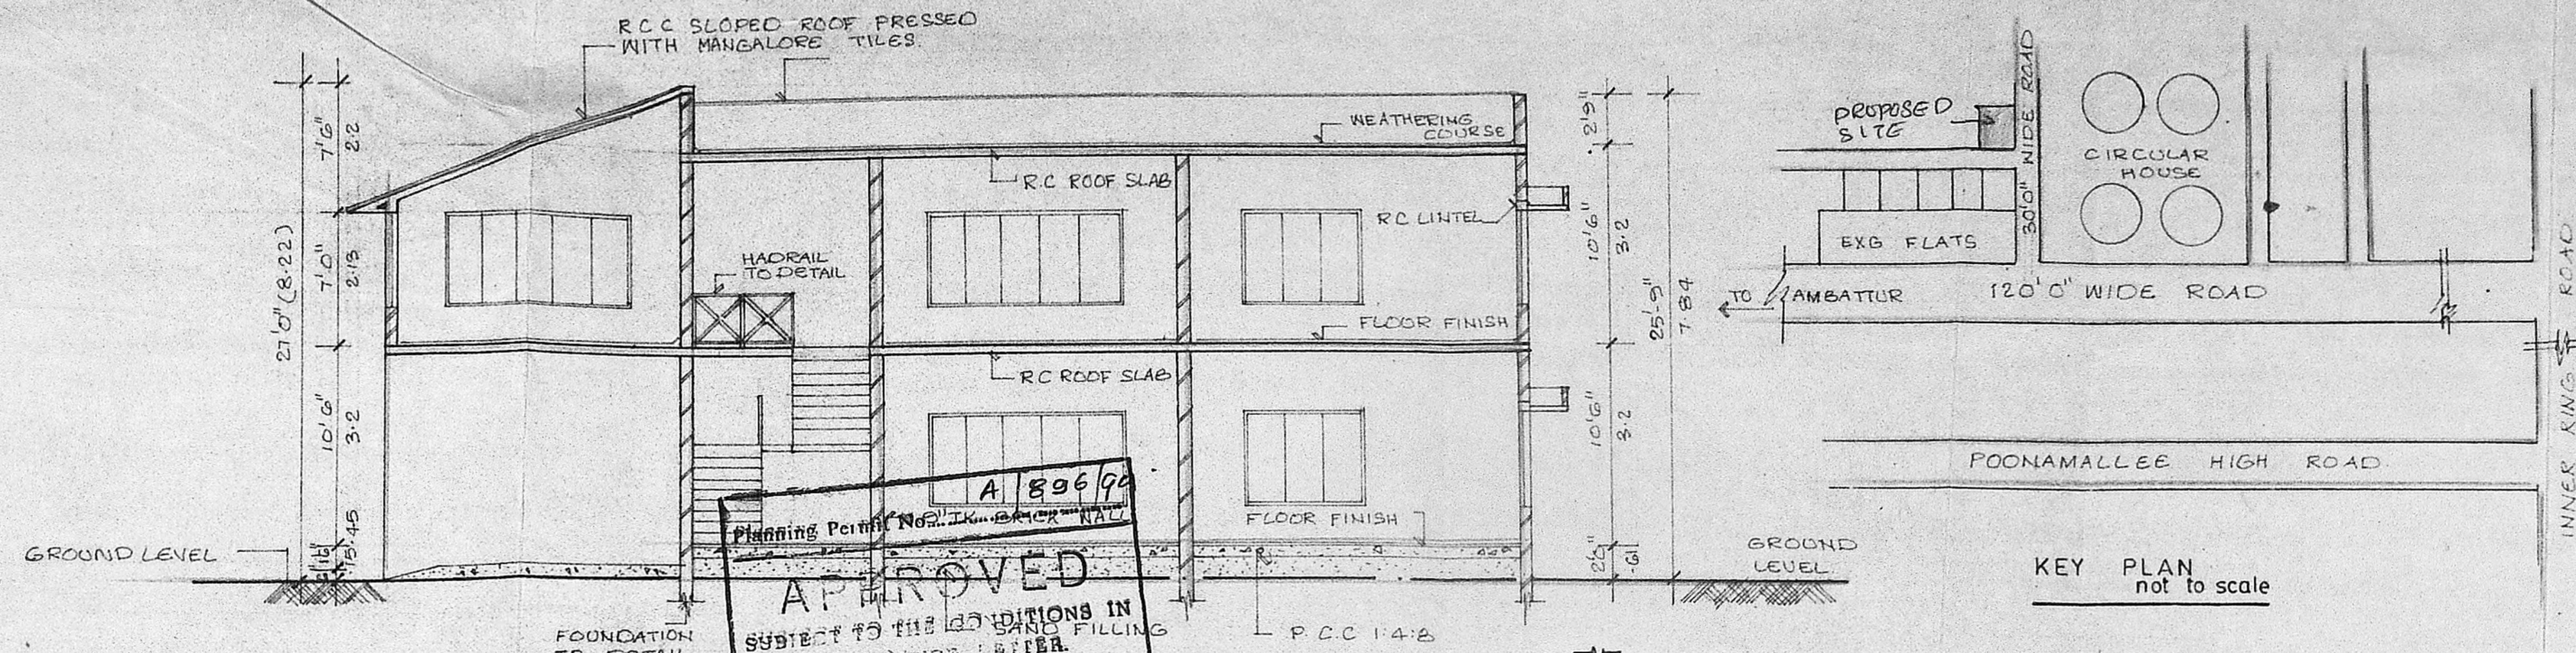 R C C SLOPED ROOF PRESSED
WITH MANGALORE TILES.
WEATHERING
COURSE
R.C ROOF SLAB
R C LINTEL
HADRAIL
TO DETAIL
FLOOR FINISH
R.C ROOF SLAB
FLOOR FINISH
GROUND LEVEL
GROUND
LEVEL
FOUNDATION
SAND FILLING
P.C.C 1:4:8
BRICK WALL
27'0" (8.22)
7'6"
2.2
7'0"
2.13
10'6"
3.2
2'9"
10'6"
3.2
10'6"
3.2
2'0"
.61
25'-9"
7.84
A 896
Planning Permit No.
APPROVED
SUBJECT TO THE CONDITIONS IN
LETTER.
PROPOSED
SITE
30'0" WIDE ROAD
CIRCULAR
HOUSE
EXG FLATS
TO AMBATTUR
120'0" WIDE ROAD
POONAMALLEE HIGH ROAD
INNER RING ROAD
KEY PLAN
not to scale